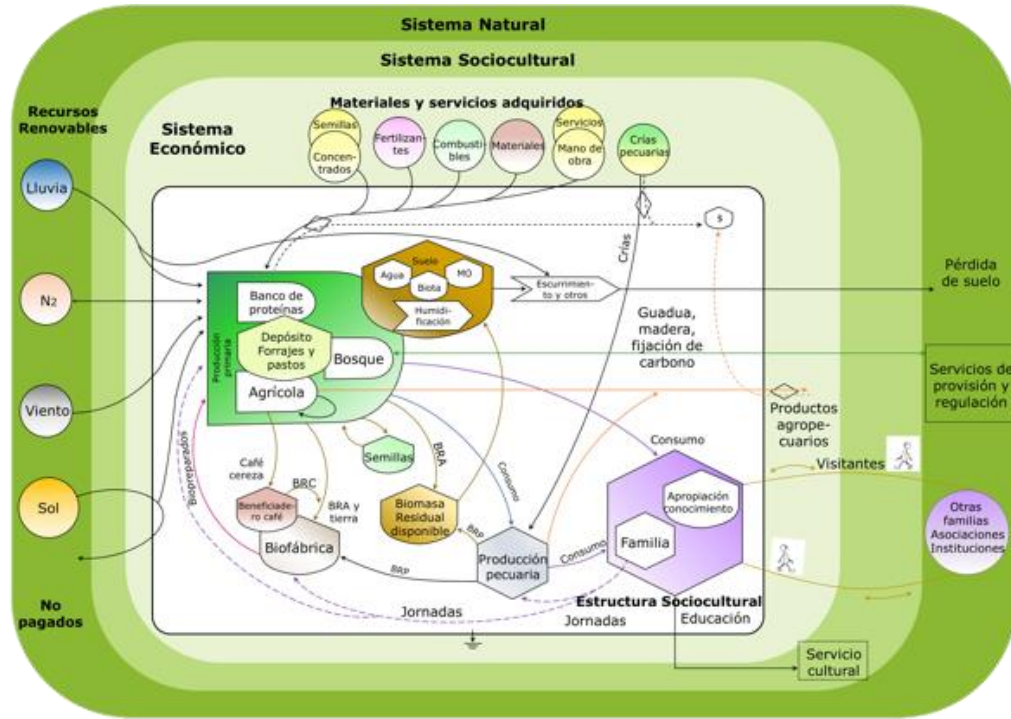 Sistema Natural
Sistema Sociocultural
Materiales y servicios adquiridos
Recursos
Renovables
Sistema
Económico
Semillas
Concen-
trados
Fertilizan-
tes
Combusti-
bles
Materiales
Servicios
Mano de
obra
Crías
pecuarias
Lluvia
N2
Viento
Sol
No
pagados
$
Crías
Suelo
Agua
Biota
MO
Humidi-
ficación
Escurrimien-
to y otros
Pérdida
de suelo
Producción
primaria
Banco de
proteínas
Depósito
Forrajes y
pastos
Bosque
Agrícola
Guadua,
madera,
fijación de
carbono
Servicios de
provisión y
regulación
Productos
agrope-
cuarios
Visitantes
Consumo
Semillas
BRA
Consumo
Biopreparados
Café
cereza
BRC
BRA y
tierra
Beneficiade-
ro café
Biofábrica
Biomasa
Residual
disponible
BRP
BRP
Producción
pecuaria
Consumo
Apropiación
conocimiento
Familia
Otras
familias
Asociaciones
Instituciones
Estructura Sociocultural
Jornadas
Jornadas
Educación
Servicio
cultural